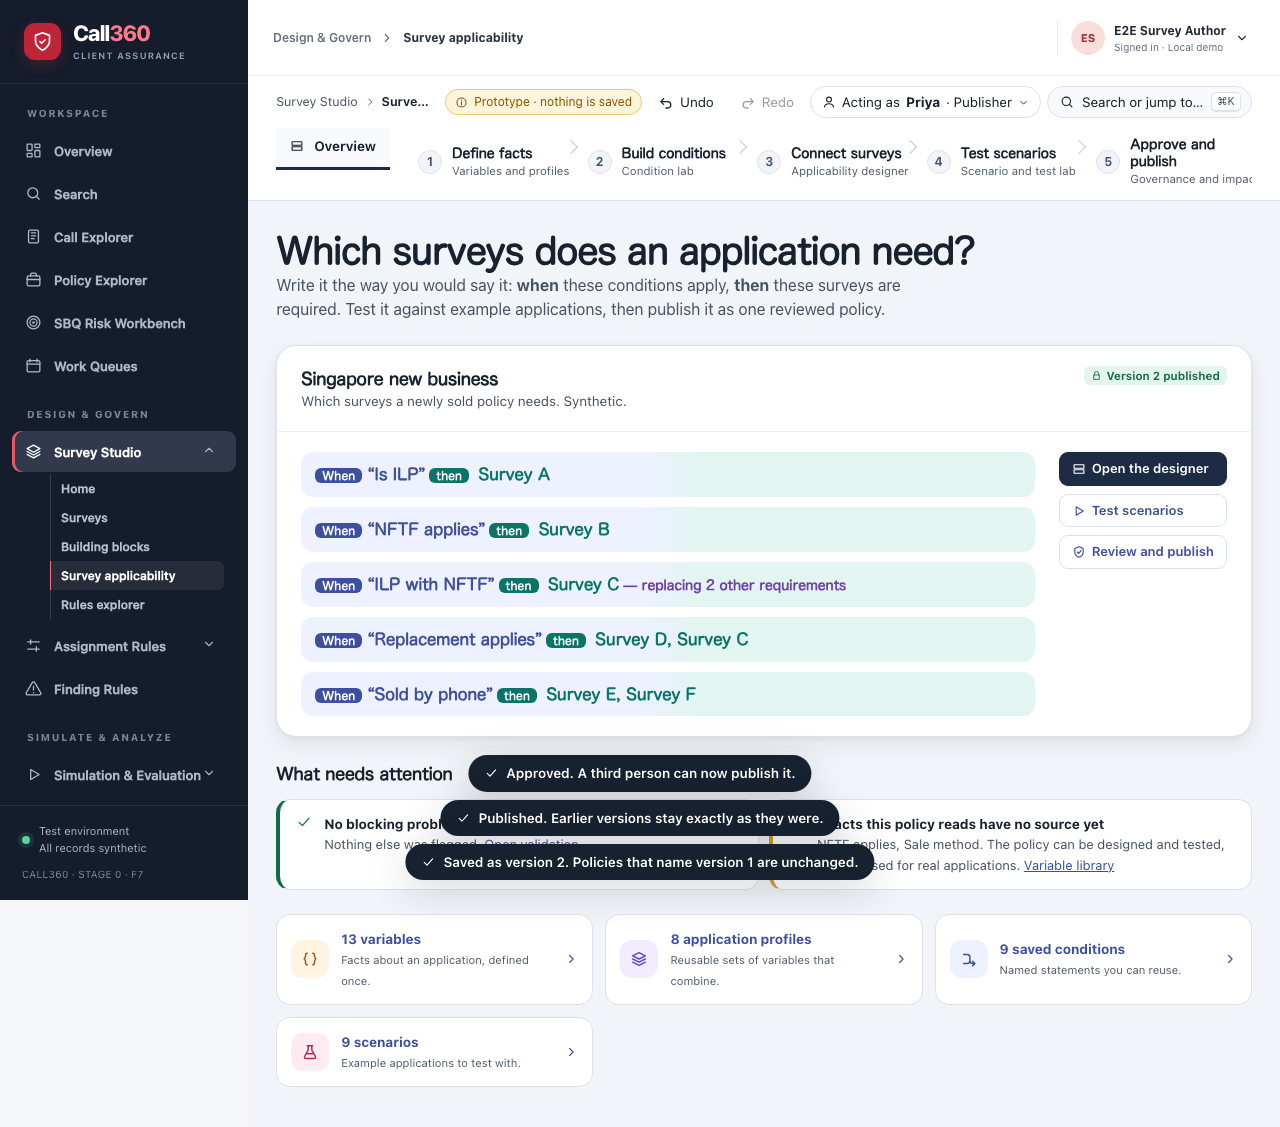 Call360
CLIENT ASSURANCE
WORKSPACE
Overview
Search
Call Explorer
Policy Explorer
SBQ Risk Workbench
Work Queues
DESIGN & GOVERN
Survey Studio
Home
Surveys
Building blocks
Survey applicability
Rules explorer
Assignment Rules
Finding Rules
SIMULATE & ANALYZE
Simulation & Evaluation
Test environment
All records synthetic
CALL360 · STAGE 0 · F7
Design & Govern > Survey applicability
ES
E2E Survey Author
Signed in · Local demo
Survey Studio > Surve...
Prototype · nothing is saved
Undo
Redo
Acting as Priya · Publisher
Search or jump to... ⌘K
Overview
1 Define facts
Variables and profiles
2 Build conditions
Condition lab
3 Connect surveys
Applicability designer
4 Test scenarios
Scenario and test lab
5 Approve and
publish
Governance and impac
Which surveys does an application need?
Write it the way you would say it: when these conditions apply, then these surveys are
required. Test it against example applications, then publish it as one reviewed policy.
Singapore new business
Which surveys a newly sold policy needs. Synthetic.
Version 2 published
When “Is ILP” then Survey A
When “NFTF applies” then Survey B
When “ILP with NFTF” then Survey C — replacing 2 other requirements
When “Replacement applies” then Survey D, Survey C
When “Sold by phone” then Survey E, Survey F
Open the designer
Test scenarios
Review and publish
What needs attention
Approved. A third person can now publish it.
Published. Earlier versions stay exactly as they were.
Saved as version 2. Policies that name version 1 are unchanged.
No blocking
Nothing else was flagged. Open validation
this policy reads have no source yet
NFTF applies, Sale method. The policy can be designed and tested,
for real applications. Variable library
13 variables
Facts about an application, defined
once.
8 application profiles
Reusable sets of variables that
combine.
9 saved conditions
Named statements you can reuse.
9 scenarios
Example applications to test with.